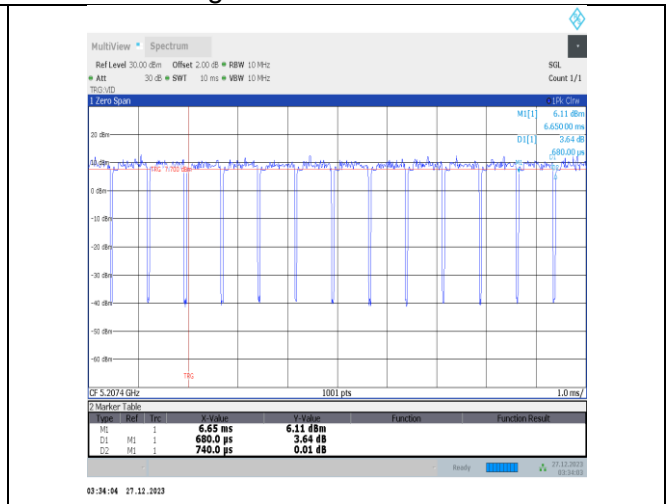 MultiView Spectrum
Ref Level 30.00 dBm Offset 2.00 dB RBW 10 MHz SGL
Att 30 dB SWT 10 ms VBW 10 MHz Count 1/1
TRG:VID
1 Zero Span 1Pk Clrw
M1[1] 6.11 dBm
6.65000 ms
20 dBm D1[1] 3.64 dB
680.00 µs
TRG 7.700 dBm
0 dBm
-10 dBm
-20 dBm
-30 dBm
-40 dBm
-50 dBm
-60 dBm
TRG
CF 5.2074 GHz 1001 pts 1.0 ms/
2 Marker Table
Type Ref Trc X-Value Y-Value Function Function Result
M1 1 6.65 ms 6.11 dBm
D1 M1 1 680.0 µs 3.64 dB
D2 M1 1 740.0 µs 0.01 dB
Ready 27.12.2023
03:34:03
03:34:04 27.12.2023